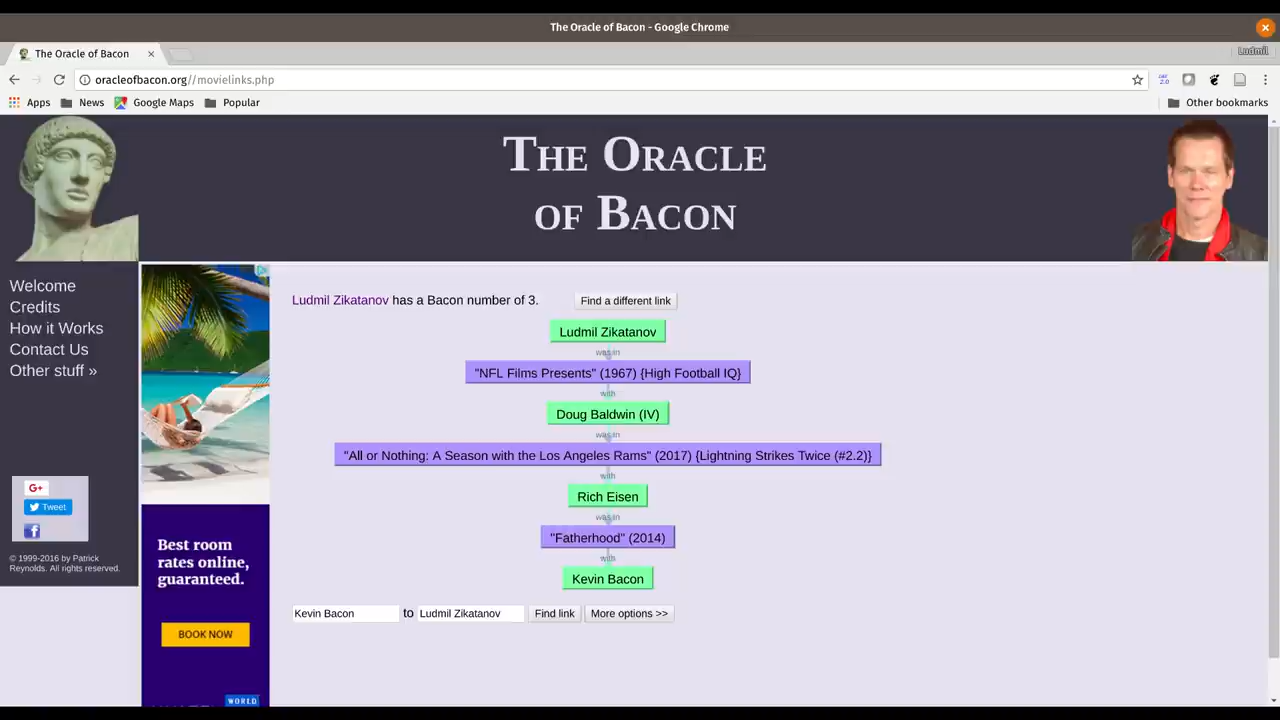 The Oracle of Bacon - Google Chrome
The Oracle of Bacon
Ludmil
oracleofbacon.org//movielinks.php
Apps News Google Maps Popular Other bookmarks
THE ORACLE
OF BACON
Welcome
Credits
How it Works
Contact Us
Other stuff »
G+
Tweet
f
© 1999-2016 by Patrick
Reynolds. All rights reserved.
Best room
rates online,
guaranteed.
BOOK NOW
WORLD
Ludmil Zikatanov has a Bacon number of 3. Find a different link
Ludmil Zikatanov
was in
"NFL Films Presents" (1967) {High Football IQ}
with
Doug Baldwin (IV)
was in
"All or Nothing: A Season with the Los Angeles Rams" (2017) {Lightning Strikes Twice (#2.2)}
with
Rich Eisen
was in
"Fatherhood" (2014)
with
Kevin Bacon
Kevin Bacon to Ludmil Zikatanov Find link More options >>